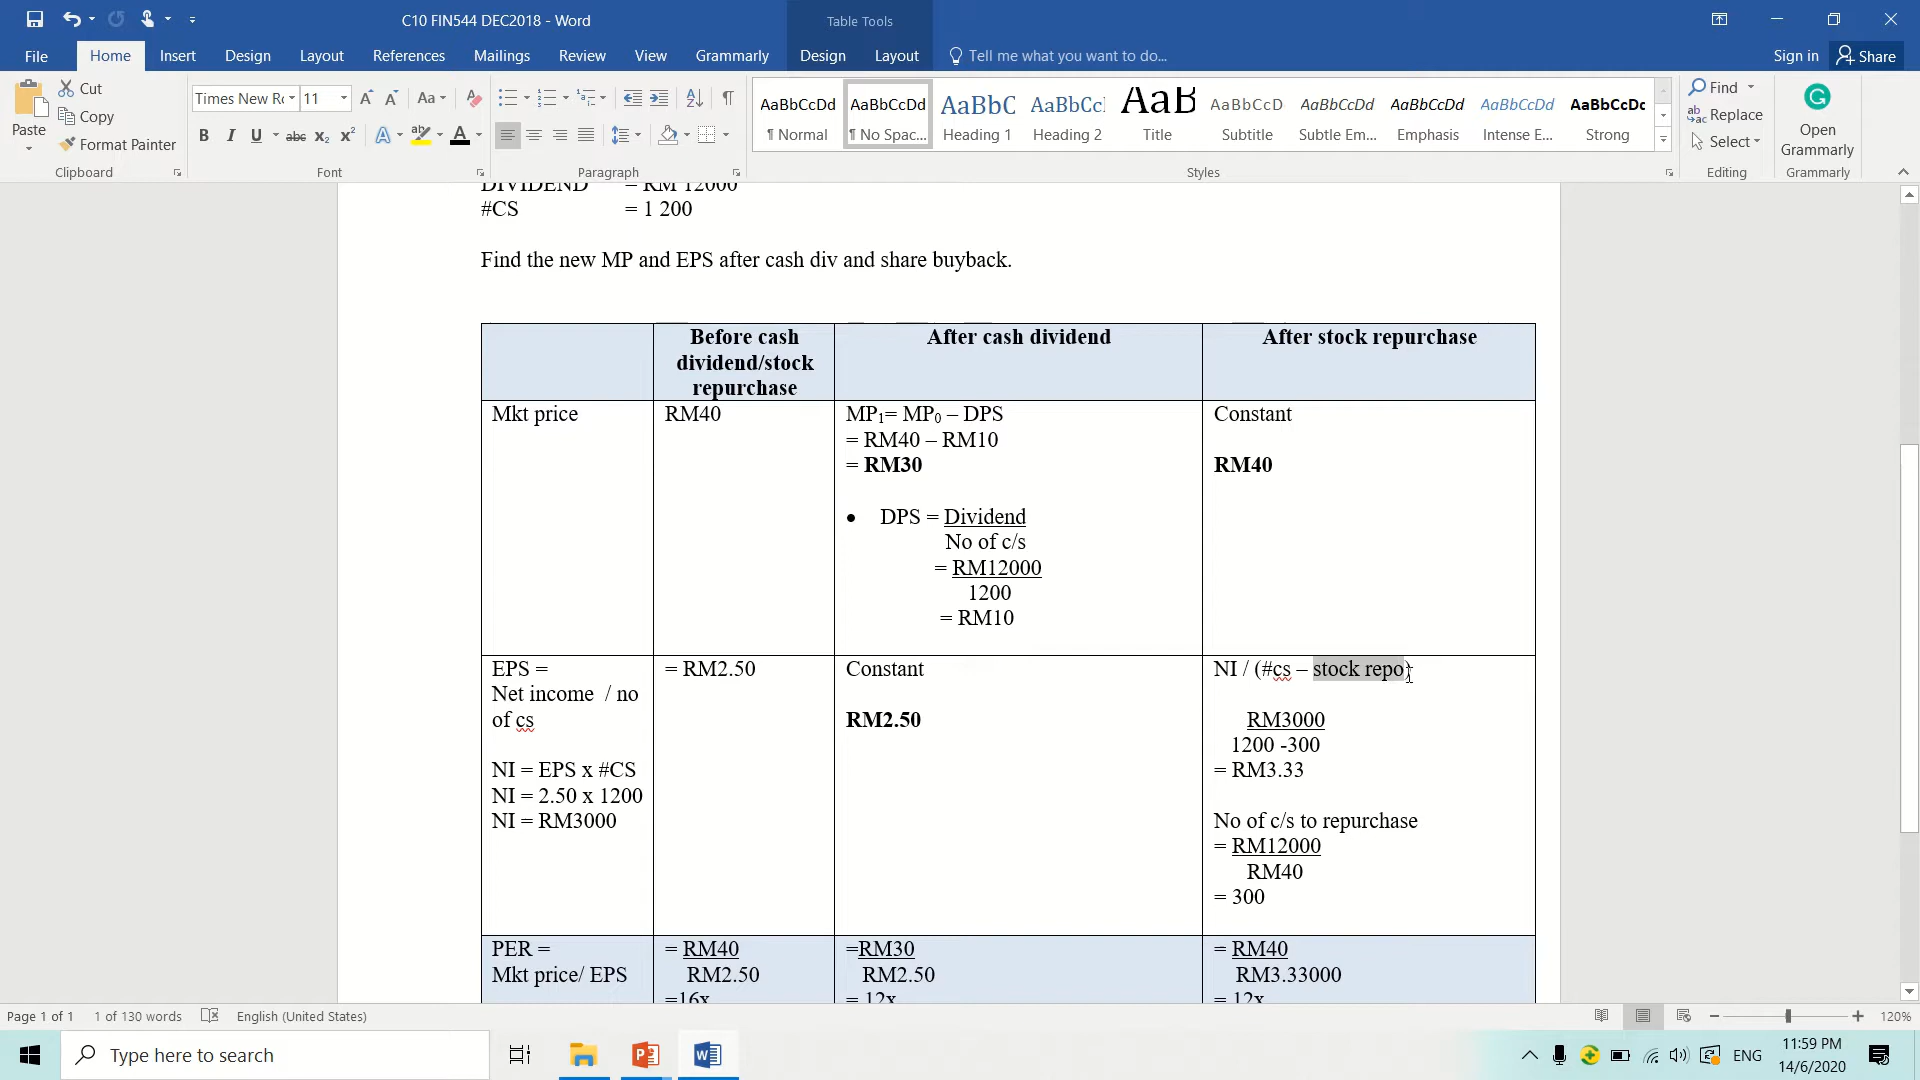 C10 FIN544 DEC2018 - Word
Table Tools
File
Home
Insert
Design
Layout
References
Mailings
Review
View
Grammarly
Design
Layout
Tell me what you want to do...
Sign in
Share
Paste
Cut
Copy
Format Painter
Clipboard
Times New Ro
11
Font
Paragraph
AaBbCcDd
¶ Normal
AaBbCcDd
¶ No Spac...
AaBbC
Heading 1
AaBbCc
Heading 2
AaB
Title
AaBbCcD
Subtitle
AaBbCcDd
Subtle Em...
AaBbCcDd
Emphasis
AaBbCcDd
Intense E...
AaBbCcDc
Strong
Styles
Find
Replace
Select
Editing
Open
Grammarly
Grammarly
DIVIDEND = RM 12000
#CS = 1 200
Find the new MP and EPS after cash div and share buyback.
Before cash
dividend/stock
repurchase
After cash dividend
After stock repurchase
Mkt price
RM40
MP1= MP0 – DPS
= RM40 – RM10
= RM30
• DPS = Dividend
No of c/s
= RM12000
1200
= RM10
Constant
RM40
EPS =
Net income / no
of cs
NI = EPS x #CS
NI = 2.50 x 1200
NI = RM3000
= RM2.50
Constant
RM2.50
NI / (#cs – stock repo)
RM3000
1200 -300
= RM3.33
No of c/s to repurchase
= RM12000
RM40
= 300
PER =
Mkt price/ EPS
= RM40
RM2.50
=16x
=RM30
RM2.50
= 12x
= RM40
RM3.33000
= 12x
Page 1 of 1
1 of 130 words
English (United States)
120%
Type here to search
ENG
11:59 PM
14/6/2020